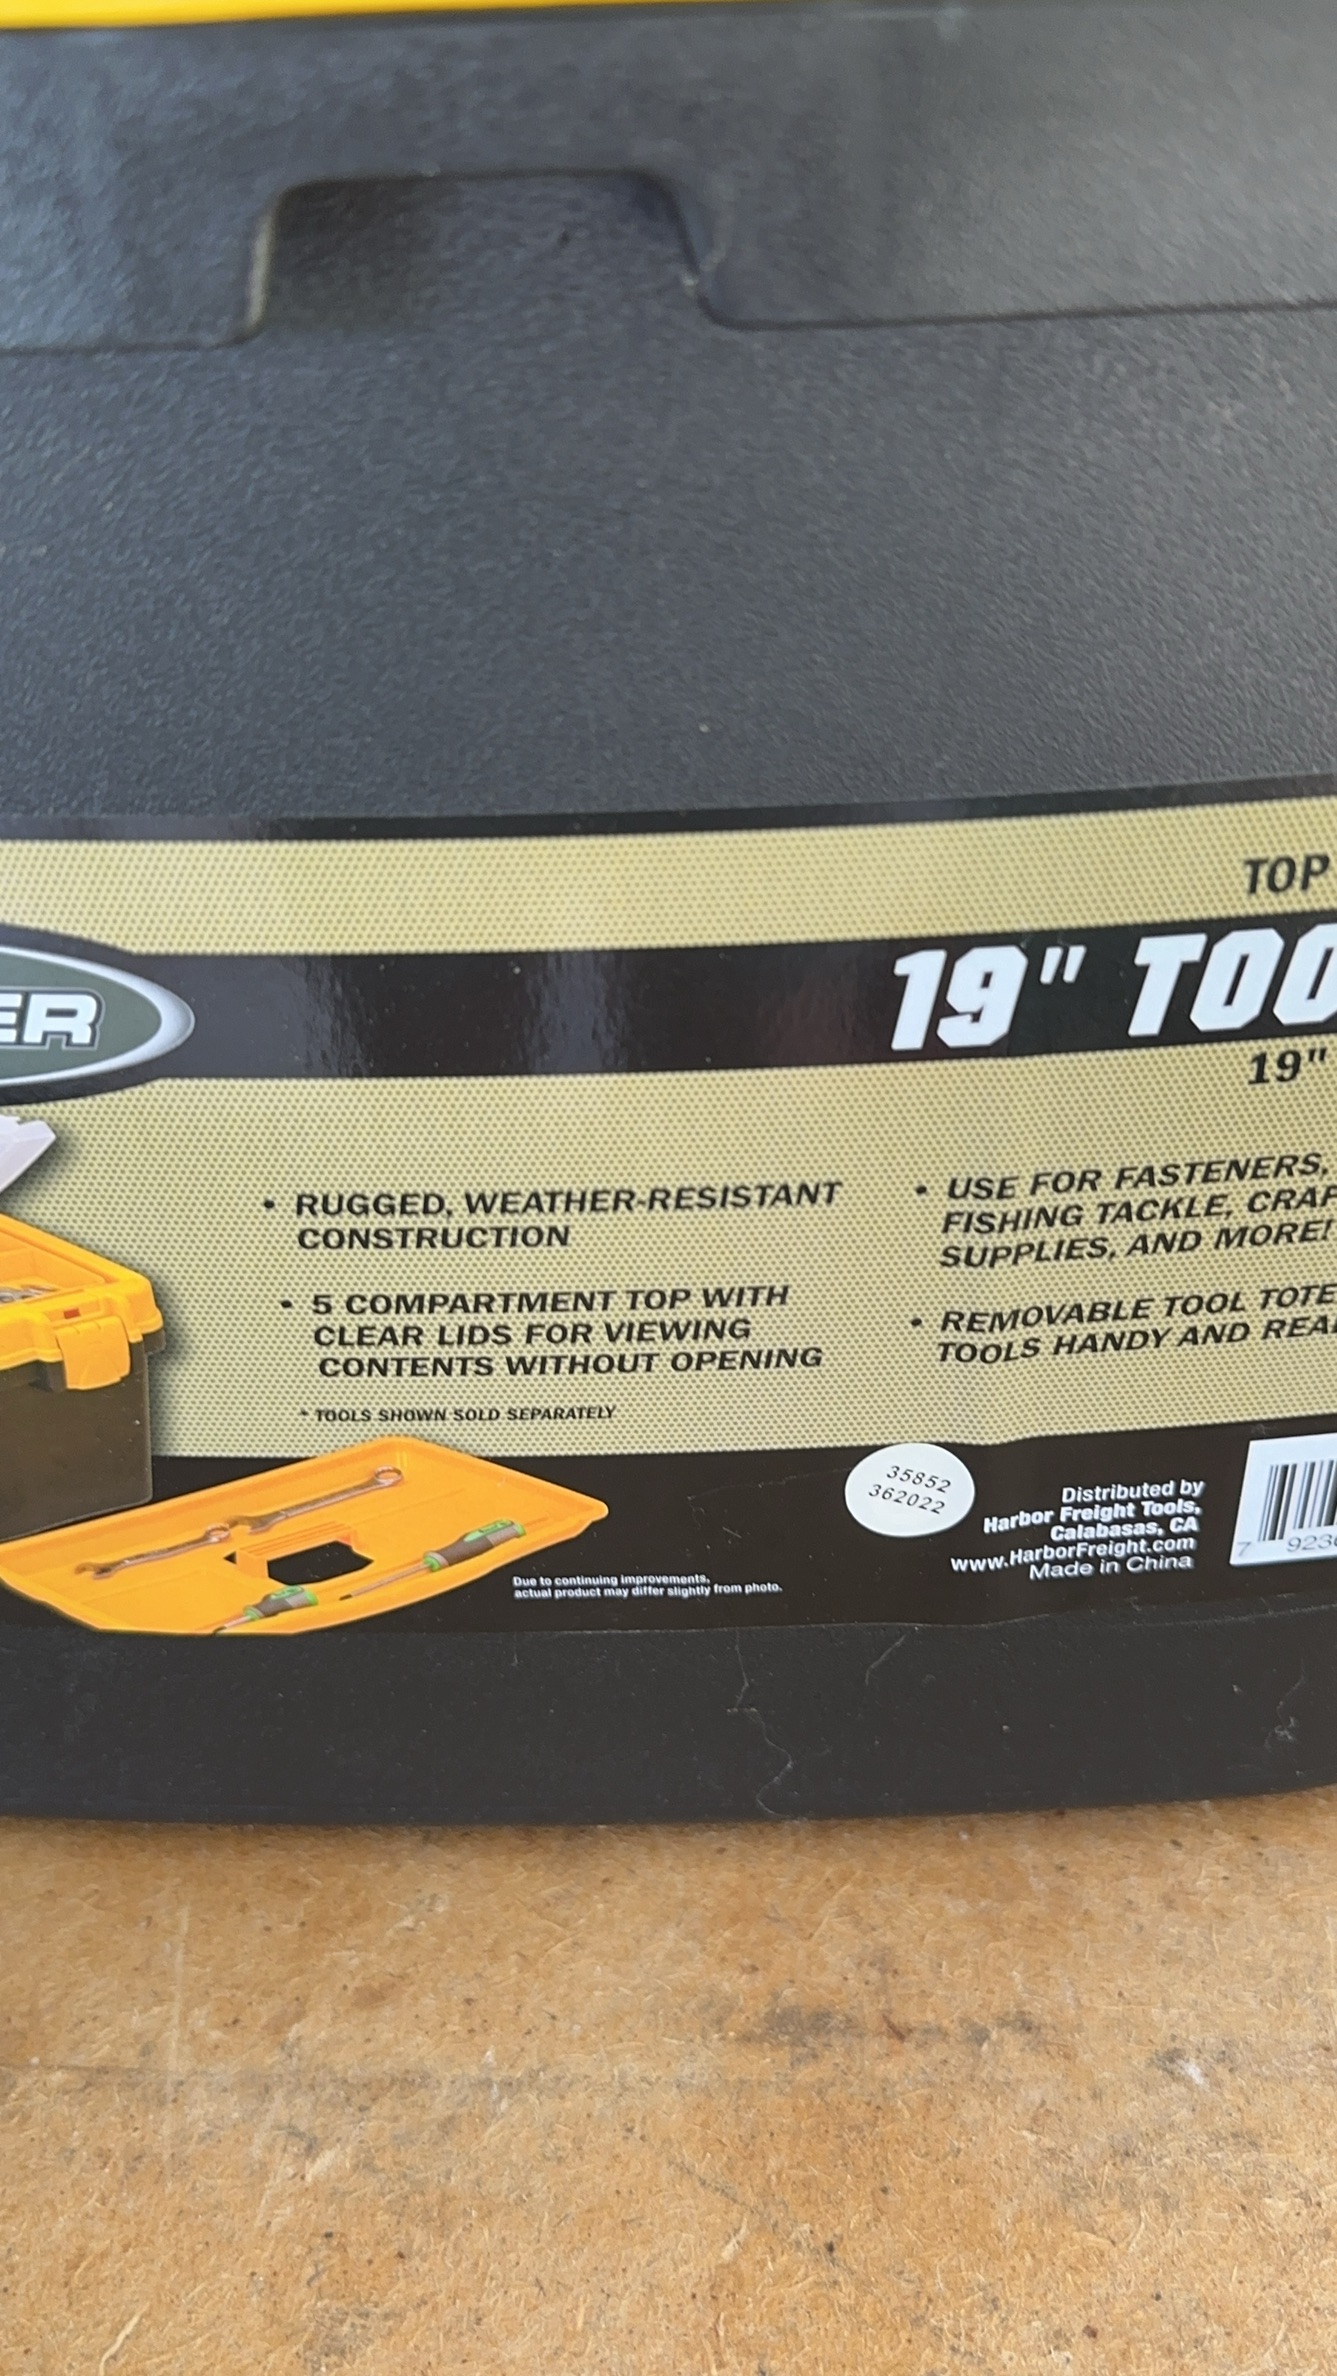 TOP
ER
19" TOO
19"
• RUGGED, WEATHER-RESISTANT
CONSTRUCTION
• 5 COMPARTMENT TOP WITH
CLEAR LIDS FOR VIEWING
CONTENTS WITHOUT OPENING
* TOOLS SHOWN SOLD SEPARATELY
• USE FOR FASTENERS,
FISHING TACKLE, CRAF
SUPPLIES, AND MORE!
• REMOVABLE TOOL TOTE
TOOLS HANDY AND REA
Due to continuing improvements,
actual product may differ slightly from photo.
35852
362022
Distributed by
Harbor Freight Tools,
Calabasas, CA
www.HarborFreight.com
Made in China
7 923